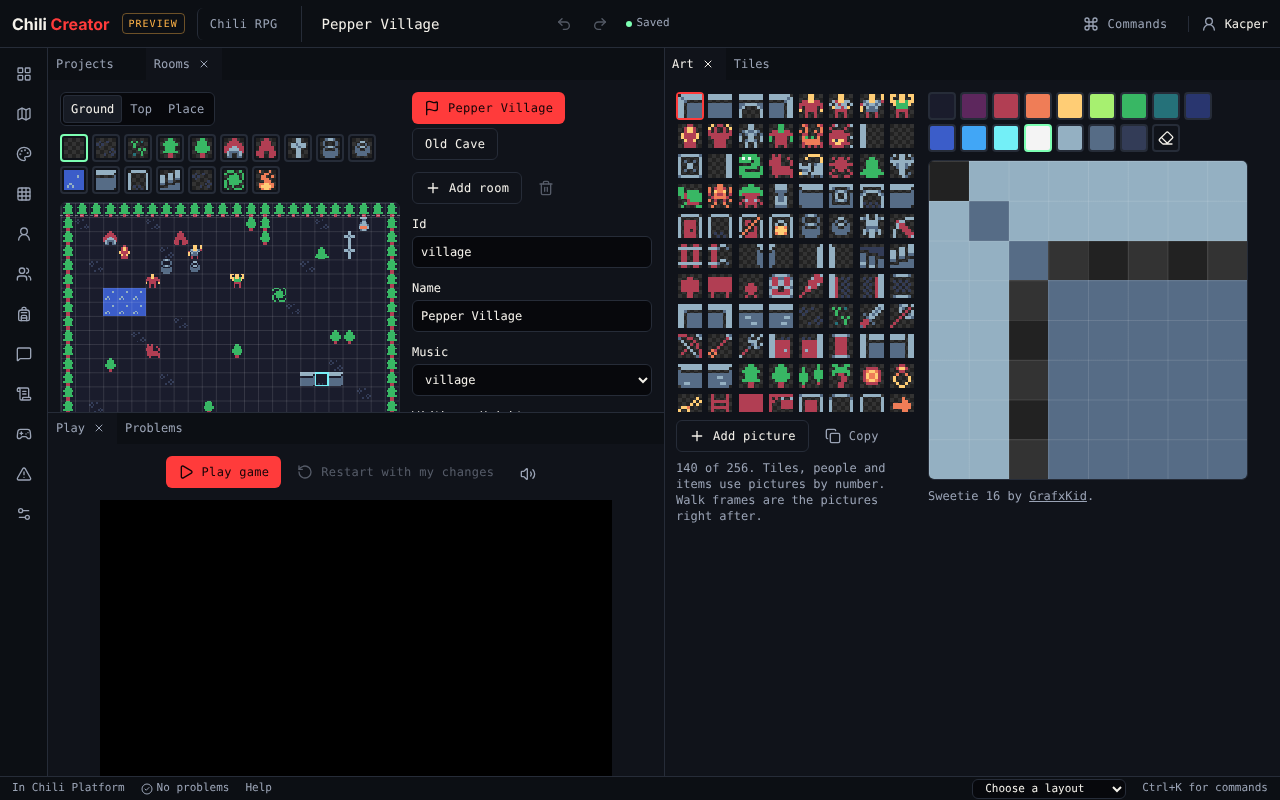 Chili Creator PREVIEW Chili RPG Pepper Village Saved Commands Kacper
Projects Rooms Art Tiles
Ground Top Place
Pepper Village
Old Cave
Add room
Id
village
Name
Pepper Village
Music
village
Play Problems
Play game Restart with my changes
Add picture Copy
140 of 256. Tiles, people and
items use pictures by number.
Walk frames are the pictures
right after.
Sweetie 16 by GrafxKid.
In Chili Platform No problems Help Choose a layout Ctrl+K for commands